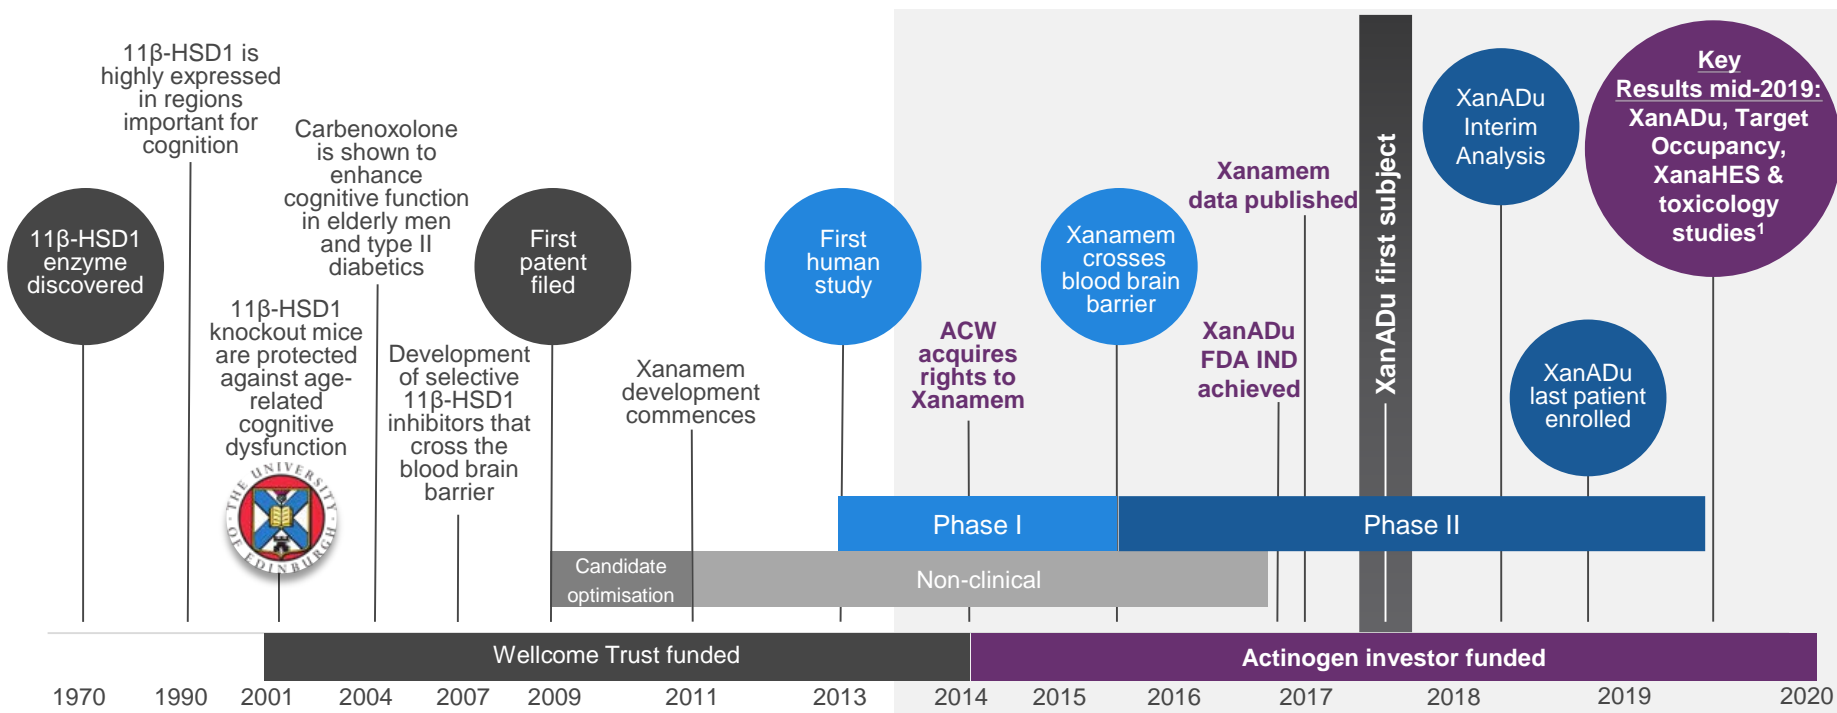 11β-HSD1 is
highly expressed
in regions
important for
cognition
Carbenoxolone
is shown to
enhance
cognitive function
in elderly men
and type II
diabetics
11β-HSD1
enzyme
discovered
11β-HSD1
knockout mice
are protected
against age-
related
cognitive
dysfunction
THE UNIVERSITY
OF EDINBURGH
Development
of selective
11β-HSD1
inhibitors that
cross the
blood brain
barrier
First
patent
filed
Xanamem
development
commences
First
human
study
ACW
acquires
rights to
Xanamem
Xanamem
crosses
blood brain
barrier
Xanamem
data published
XanADu
FDA IND
achieved
XanADu first subject
XanADu
Interim
Analysis
XanADu
last patient
enrolled
Key
Results mid-2019:
XanADu, Target
Occupancy,
XanaHES &
toxicology
studies¹
Phase I
Phase II
Candidate
optimisation
Non-clinical
Wellcome Trust funded
Actinogen investor funded
1970 1990 2001 2004 2007 2009 2011 2013 2014 2015 2016 2017 2018 2019 2020